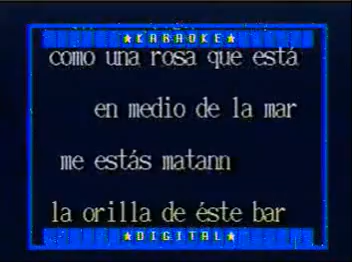 ★KARAOKE★
como una rosa que está
en medio de la mar
me estás matann
la orilla de éste bar
★DIGITAL★